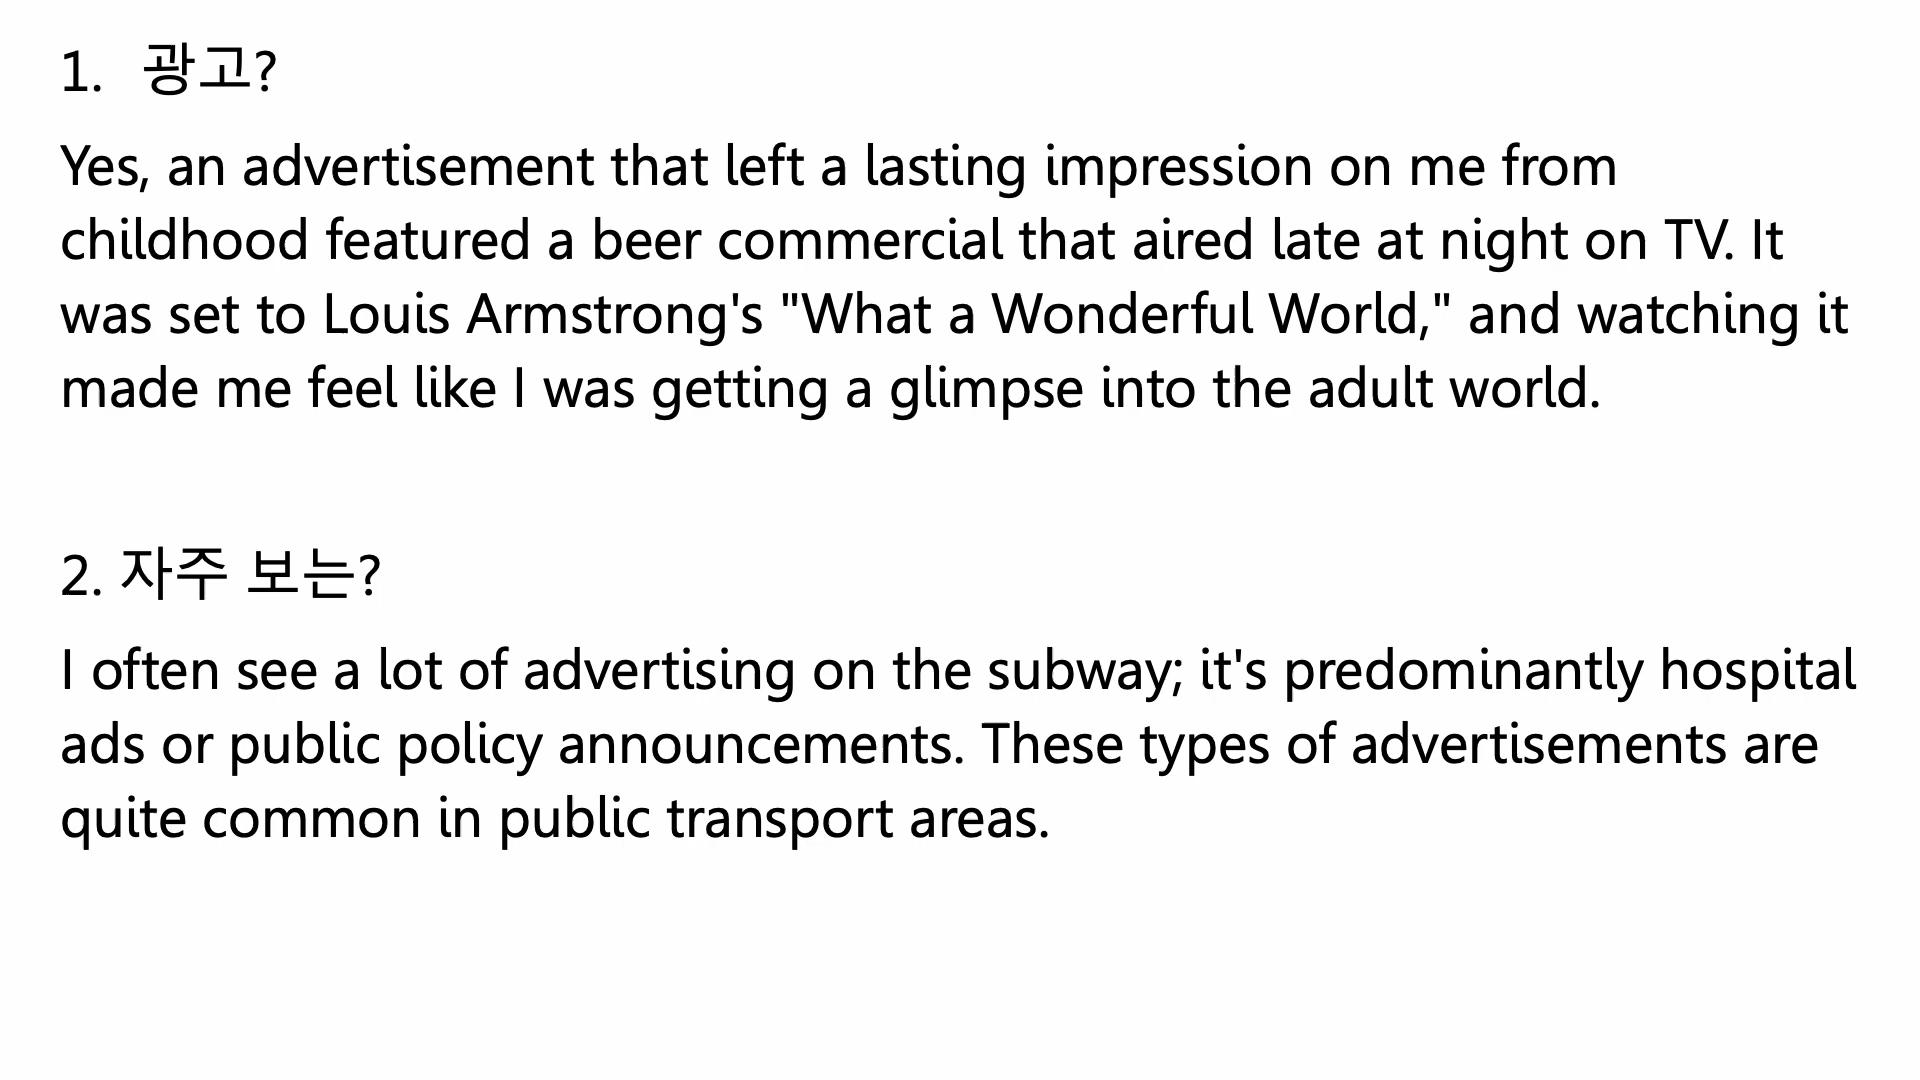 1. 광고?
Yes, an advertisement that left a lasting impression on me from
childhood featured a beer commercial that aired late at night on TV. It
was set to Louis Armstrong's "What a Wonderful World," and watching it
made me feel like I was getting a glimpse into the adult world.
2. 자주 보는?
I often see a lot of advertising on the subway; it's predominantly hospital
ads or public policy announcements. These types of advertisements are
quite common in public transport areas.